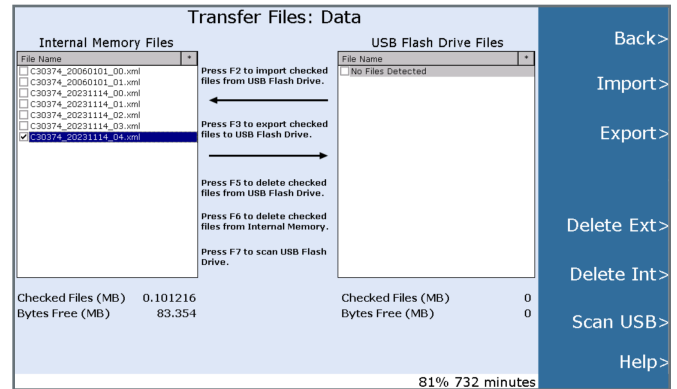 Transfer Files: Data
Internal Memory Files
File Name *
C30374_20060101_00.xml
C30374_20060101_01.xml
C30374_20231114_00.xml
C30374_20231114_01.xml
C30374_20231114_02.xml
C30374_20231114_03.xml
C30374_20231114_04.xml
Press F2 to import checked
files from USB Flash Drive.
Press F3 to export checked
files to USB Flash Drive.
Press F5 to delete checked
files from USB Flash Drive.
Press F6 to delete checked
files from Internal Memory.
Press F7 to scan USB Flash
Drive.
USB Flash Drive Files
File Name *
No Files Detected
Checked Files (MB) 0.101216
Bytes Free (MB) 83.354
Checked Files (MB) 0
Bytes Free (MB) 0
81% 732 minutes
Back>
Import>
Export>
Delete Ext>
Delete Int>
Scan USB>
Help>